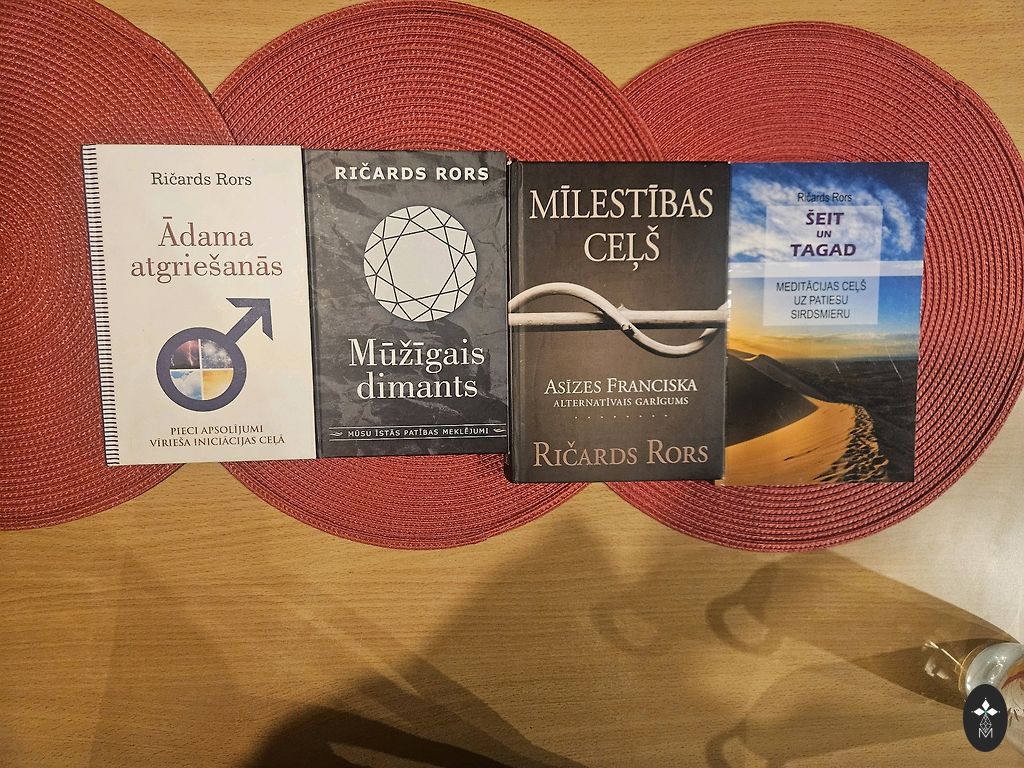 Ričards Rors
Ādama
atgriešanās
PIECI APSOLĪJUMI
VĪRIEŠA INICIĀCIJAS CEĻĀ
RIČARDS RORS
Mūžīgais
dimants
MŪSU ĪSTĀS PATĪBAS MEKLĒJUMI
MĪLESTĪBAS
CEĻŠ
ASĪZES FRANCISKA
ALTERNATĪVAIS GARĪGUMS
RIČARDS RORS
Ričards Rors
ŠEIT
UN
TAGAD
MEDITĀCIJAS CEĻŠ
UZ PATIESU
SIRDSMIERU
M